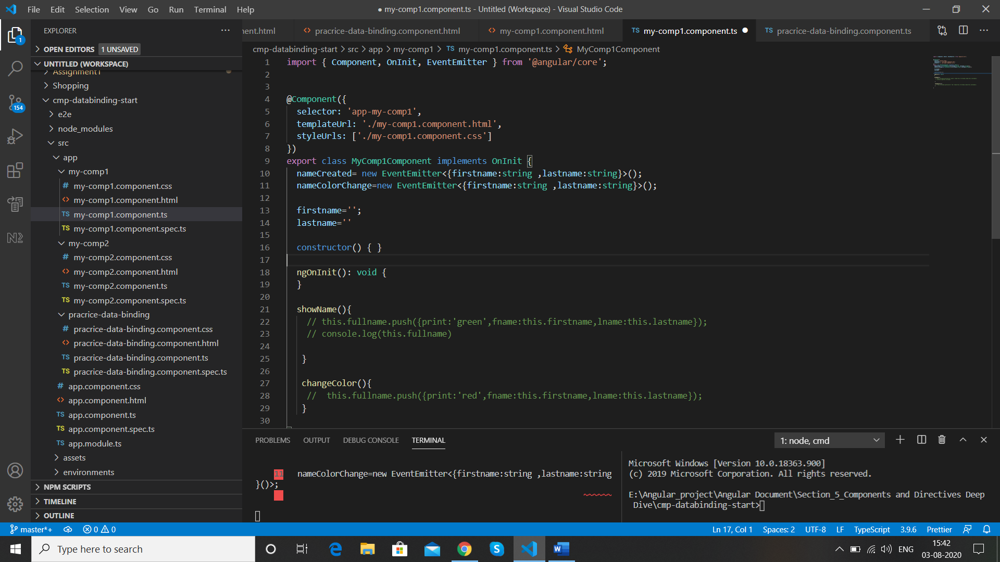 File Edit Selection View Go Run Terminal Help
● my-comp1.component.ts - Untitled (Workspace) - Visual Studio Code
EXPLORER
nent.html
pracrice-data-binding.component.html
my-comp1.component.html
TS my-comp1.component.ts
TS pracrice-data-binding.component.ts
1
OPEN EDITORS 1 UNSAVED
UNTITLED (WORKSPACE)
Assignment1
Shopping
cmp-databinding-start
e2e
node_modules
src
app
my-comp1
# my-comp1.component.css
<> my-comp1.component.html
TS my-comp1.component.ts
TS my-comp1.component.spec.ts
my-comp2
# my-comp2.component.css
<> my-comp2.component.html
TS my-comp2.component.ts
TS my-comp2.component.spec.ts
pracrice-data-binding
# pracrice-data-binding.component.css
<> pracrice-data-binding.component.html
TS pracrice-data-binding.component.ts
TS pracrice-data-binding.component.spec.ts
# app.component.css
<> app.component.html
TS app.component.ts
TS app.component.spec.ts
TS app.module.ts
assets
environments
NPM SCRIPTS
TIMELINE
OUTLINE
154
cmp-databinding-start > src > app > my-comp1 > TS my-comp1.component.ts > MyComp1Component
1 import { Component, OnInit, EventEmitter } from '@angular/core';
2
3
4 @Component({
5 selector: 'app-my-comp1',
6 templateUrl: './my-comp1.component.html',
7 styleUrls: ['./my-comp1.component.css']
8 })
9 export class MyComp1Component implements OnInit {
10 nameCreated= new EventEmitter<{firstname:string ,lastname:string}>();
11 nameColorChange=new EventEmitter<{firstname:string ,lastname:string}>();
12
13 firstname='';
14 lastname=''
15
16 constructor() { }
17
18 ngOnInit(): void {
19 }
20
21 showName(){
22 // this.fullname.push({print:'green',fname:this.firstname,lname:this.lastname});
23 // console.log(this.fullname)
24
25 }
26
27 changeColor(){
28 // this.fullname.push({print:'red',fname:this.firstname,lname:this.lastname});
29 }
30
PROBLEMS OUTPUT DEBUG CONSOLE TERMINAL
1: node, cmd
11 nameColorChange=new EventEmitter<{firstname:string ,lastname:string
}()>;
~~~~~~
Microsoft Windows [Version 10.0.18363.900]
(c) 2019 Microsoft Corporation. All rights reserved.
E:\Angular_project\Angular Document\Section_5_Components and Directives Deep
Dive\cmp-databinding-start>
master*+ 0 0
Ln 17, Col 1 Spaces: 2 UTF-8 LF TypeScript 3.9.6 Prettier
Type here to search
ENG
15:42
03-08-2020